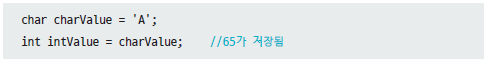 char charValue = 'A';
int intValue = charValue;    //65가 저장됨